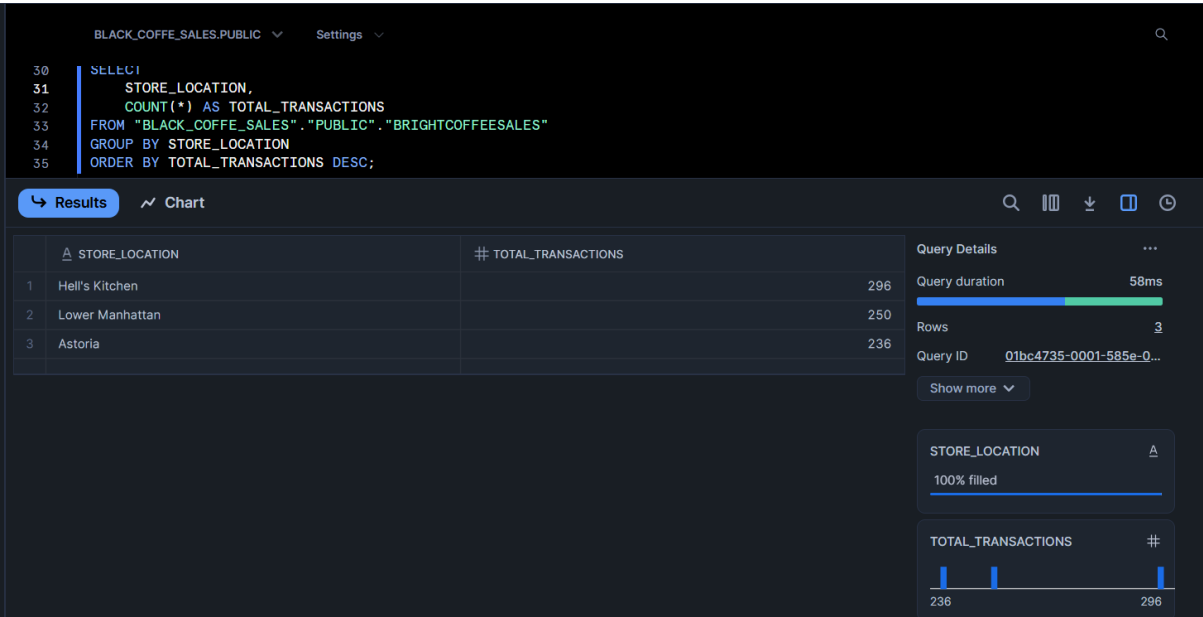 BLACK_COFFE_SALES.PUBLIC Settings
30 SELECT
31 STORE_LOCATION,
32 COUNT(*) AS TOTAL_TRANSACTIONS
33 FROM "BLACK_COFFE_SALES"."PUBLIC"."BRIGHTCOFFEESALES"
34 GROUP BY STORE_LOCATION
35 ORDER BY TOTAL_TRANSACTIONS DESC;
Results Chart
A STORE_LOCATION # TOTAL_TRANSACTIONS
1 Hell's Kitchen 296
2 Lower Manhattan 250
3 Astoria 236
Query Details ...
Query duration 58ms
Rows 3
Query ID 01bc4735-0001-585e-0...
Show more
STORE_LOCATION A
100% filled
TOTAL_TRANSACTIONS #
236 296